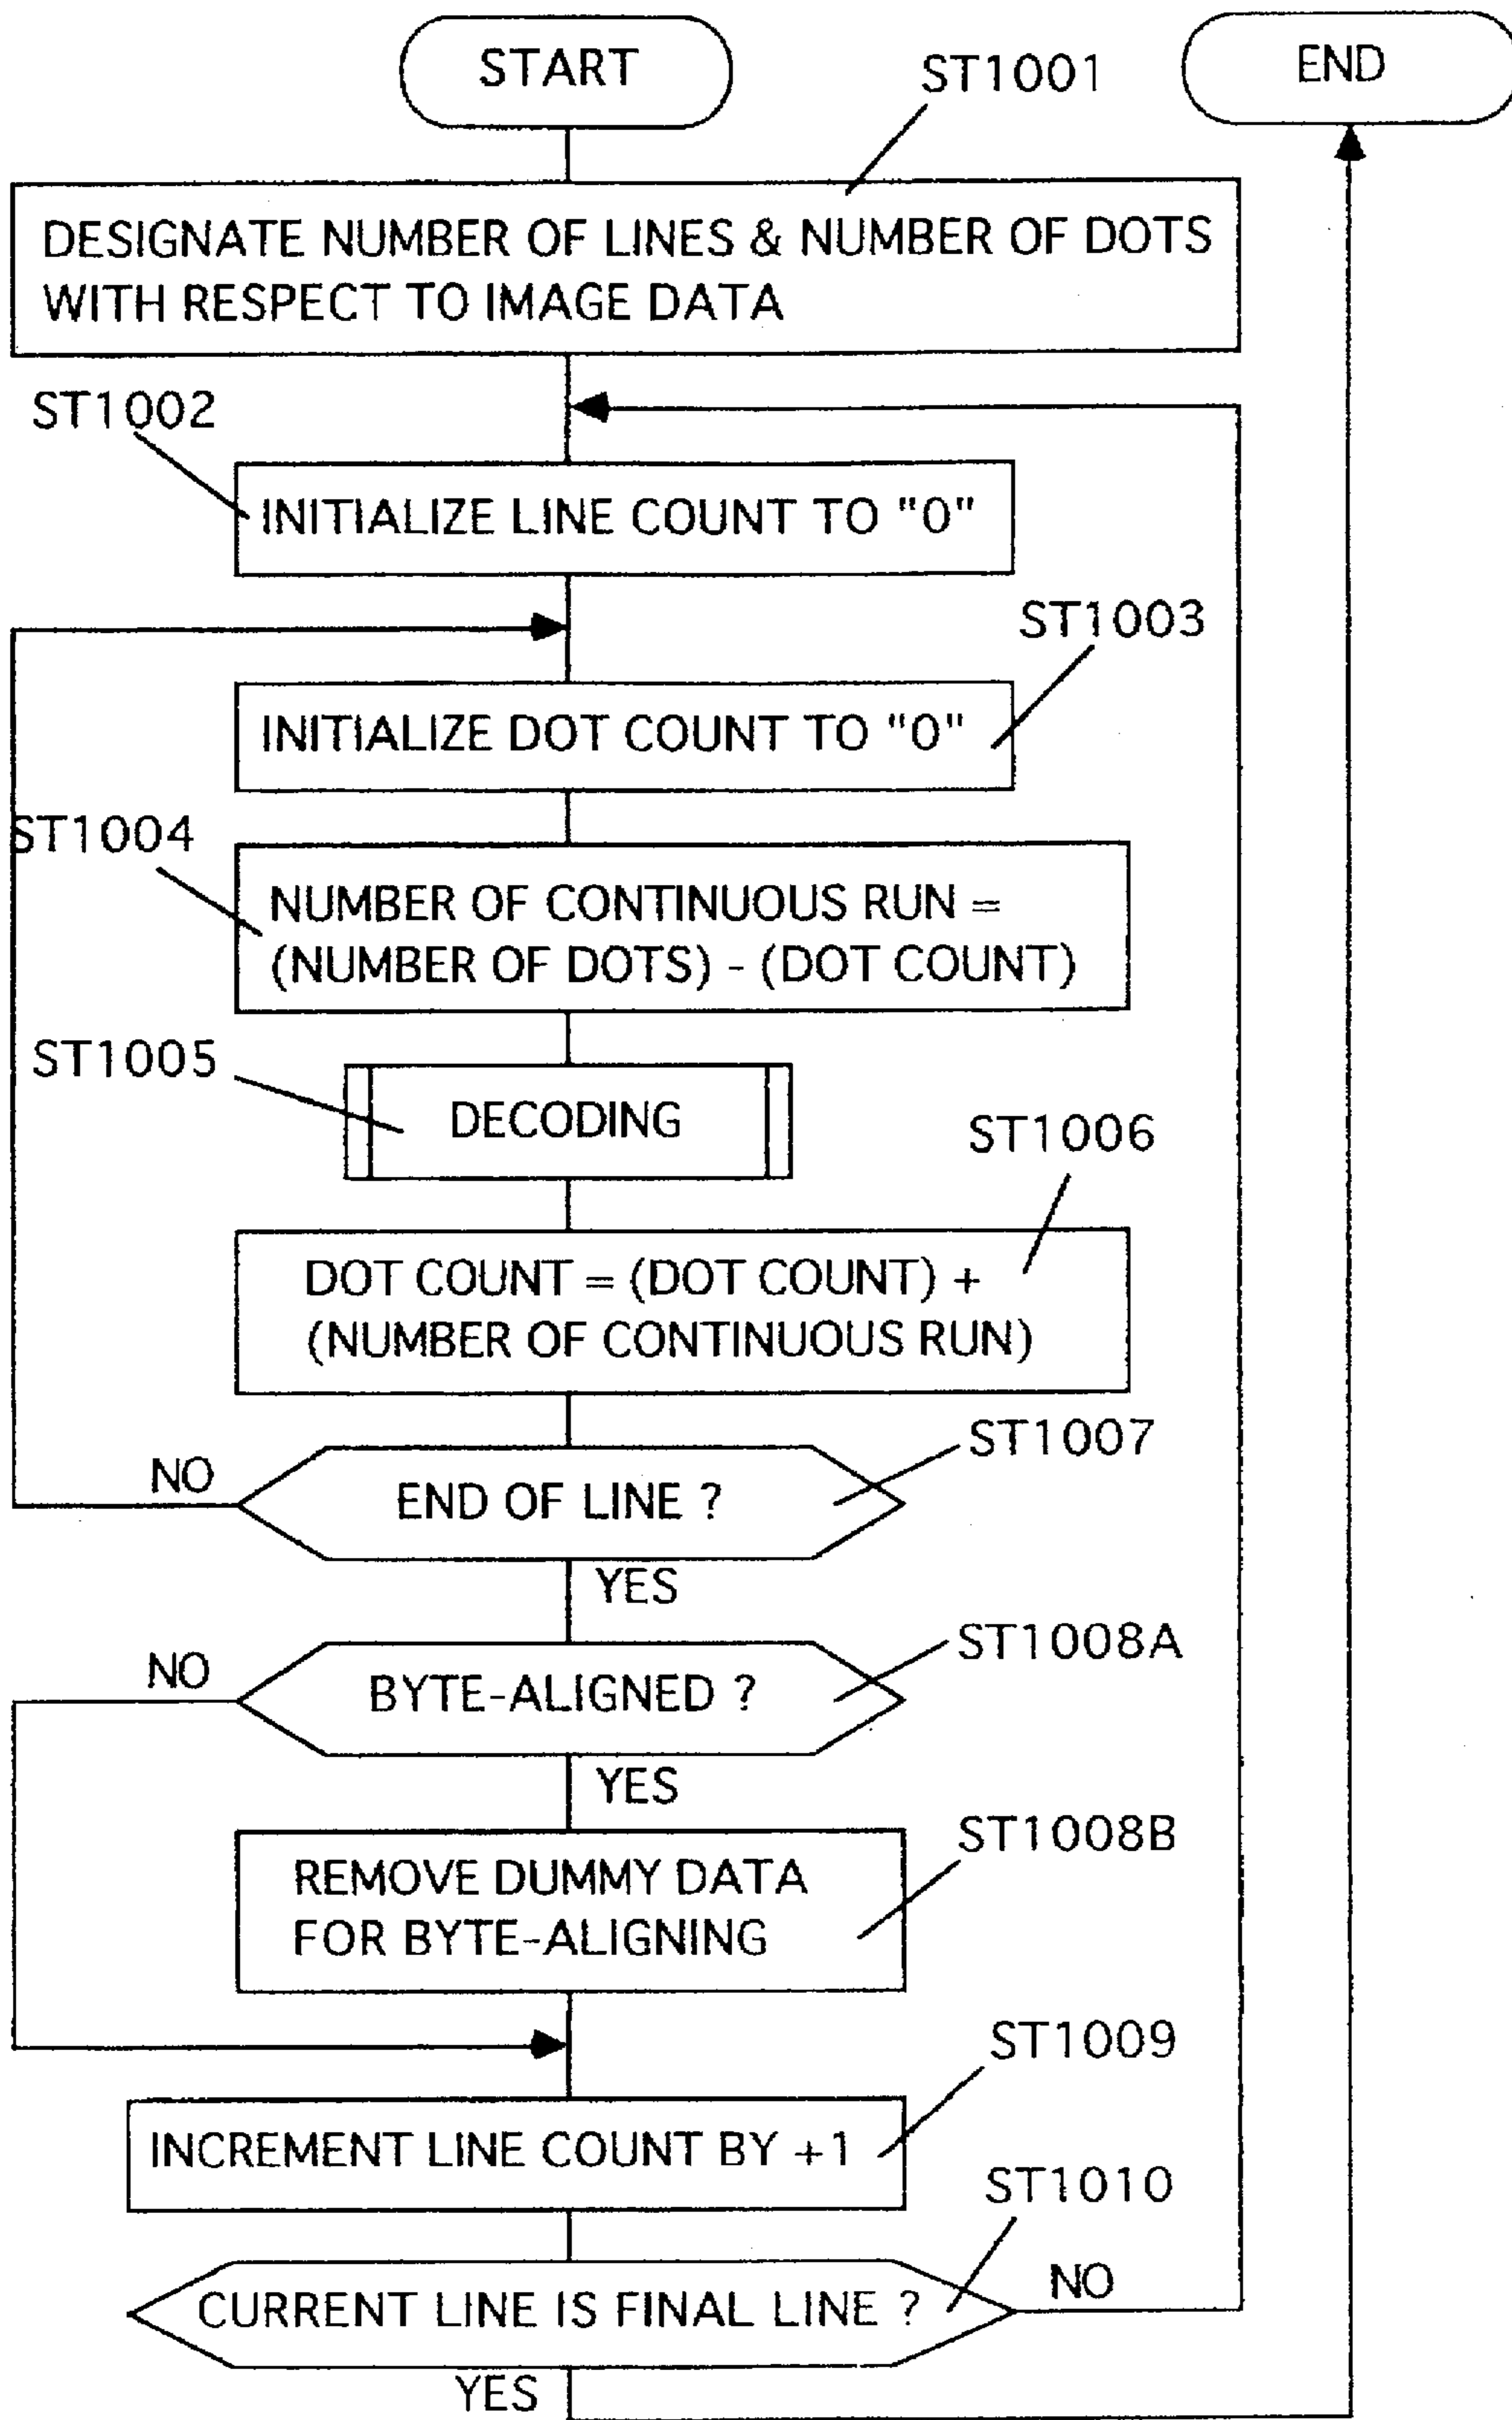 START
END
ST1001
DESIGNATE NUMBER OF LINES & NUMBER OF DOTS
WITH RESPECT TO IMAGE DATA
ST1002
INITIALIZE LINE COUNT TO "0"
ST1003
INITIALIZE DOT COUNT TO "0"
ST1004
NUMBER OF CONTINUOUS RUN =
(NUMBER OF DOTS) - (DOT COUNT)
ST1005
DECODING
ST1006
DOT COUNT = (DOT COUNT) +
(NUMBER OF CONTINUOUS RUN)
ST1007
NO
END OF LINE ?
YES
ST1008A
NO
BYTE-ALIGNED ?
YES
ST1008B
REMOVE DUMMY DATA
FOR BYTE-ALIGNING
ST1009
INCREMENT LINE COUNT BY +1
ST1010
CURRENT LINE IS FINAL LINE ?
NO
YES